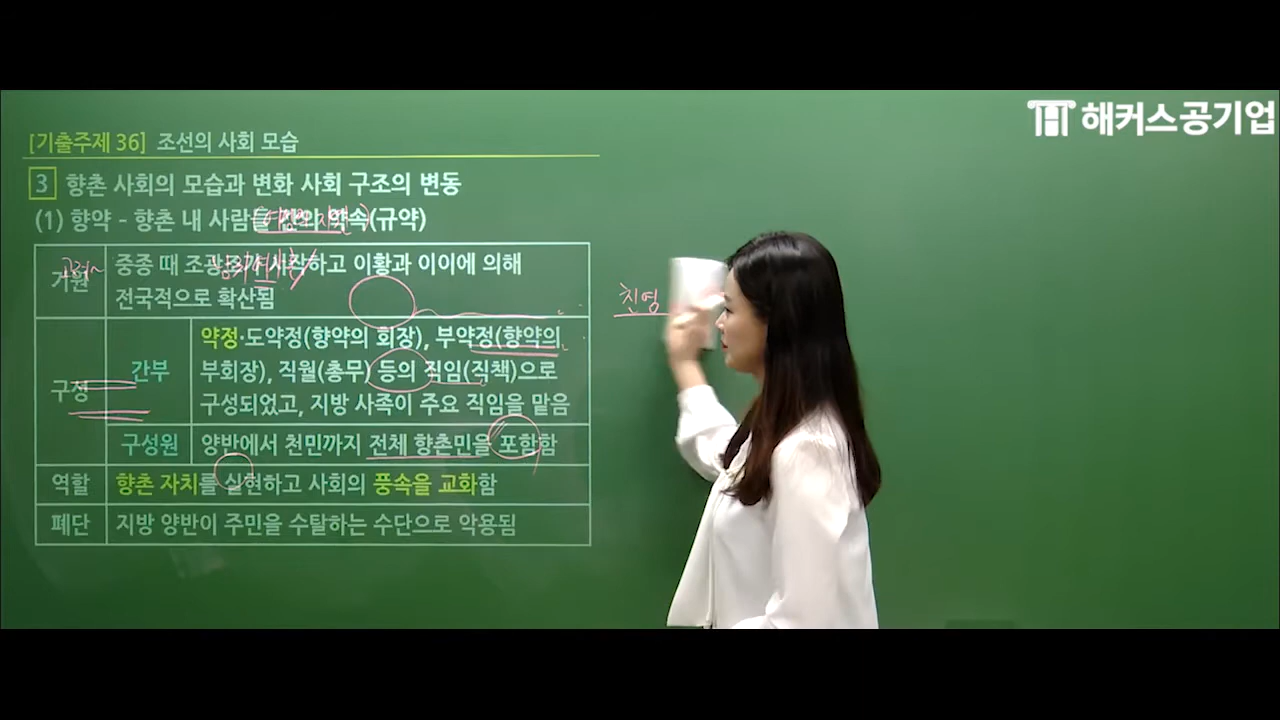 해커스공기업
[기출주제 36] 조선의 사회 모습
3 향촌 사회의 모습과 변화 사회 구조의 변동
(1) 향약 - 향촌 내 사람들 간의 약속(규약)
기원 중종 때 조광조가 시작하고 이황과 이이에 의해
전국적으로 확산됨
친영
약정·도약정(향약의 회장), 부약정(향약의
구성 간부 부회장), 직월(총무) 등의 직임(직책)으로
구성되었고, 지방 사족이 주요 직임을 맡음
구성원 양반에서 천민까지 전체 향촌민을 포함함
역할 향촌 자치를 실현하고 사회의 풍속을 교화함
폐단 지방 양반이 주민을 수탈하는 수단으로 악용됨